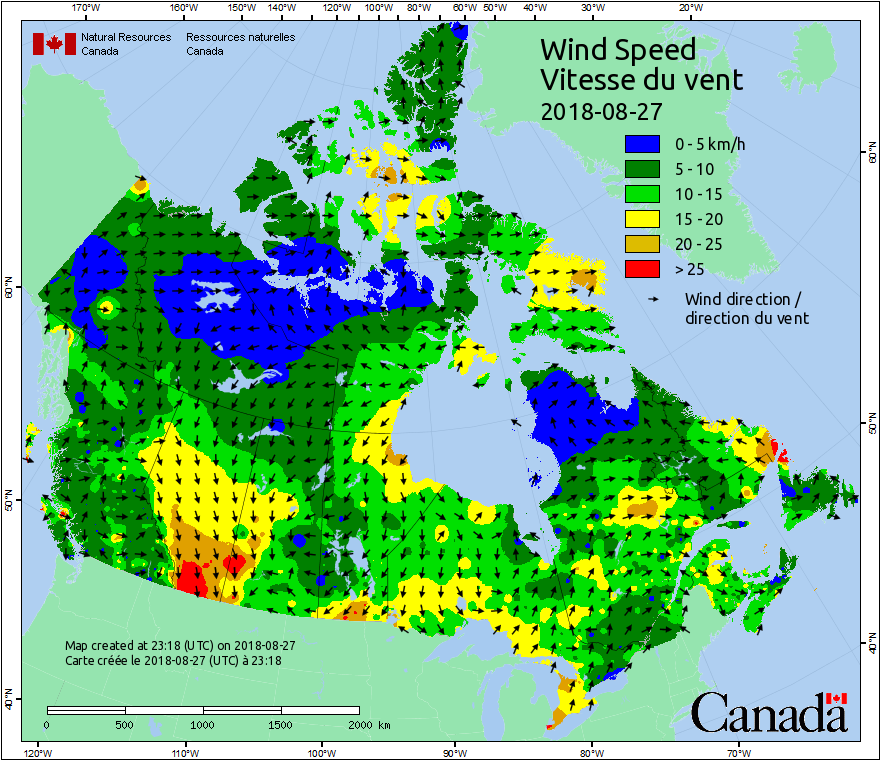 170°W 160°W 150°W 140°W 120°W 100°W 80°W 60°W 50°W 40°W 30°W 20°W
Natural Resources Ressources naturelles
Canada Canada
Wind Speed
Vitesse du vent
2018-08-27
0 - 5 km/h
5 - 10
10 - 15
15 - 20
20 - 25
> 25
Wind direction /
direction du vent
60°N
60°N
50°N
50°N
40°N
40°N
Map created at 23:18 (UTC) on 2018-08-27
Carte créée le 2018-08-27 (UTC) à 23:18
0 500 1000 1500 2000 km
Canada
120°W 110°W 100°W 90°W 80°W 70°W